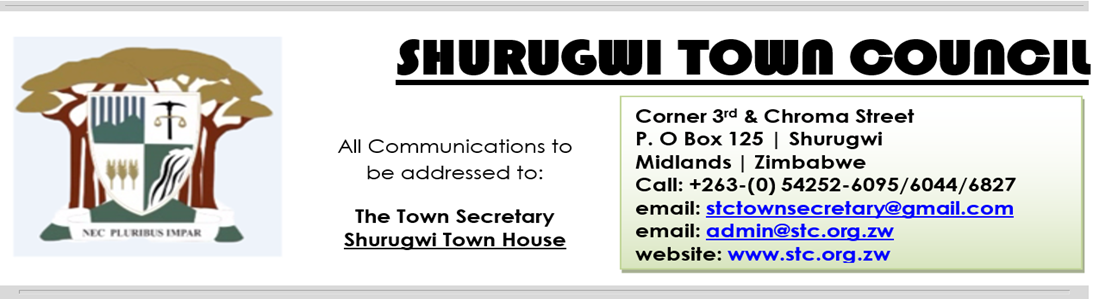 SHURUGWI TOWN COUNCIL
All Communications to
be addressed to:
The Town Secretary
Shurugwi Town House
Corner 3rd & Chroma Street
P. O Box 125 | Shurugwi
Midlands | Zimbabwe
Call: +263-(0) 54252-6095/6044/6827
email: stctownsecretary@gmail.com
email: admin@stc.org.zw
website: www.stc.org.zw
NEC PLURIBUS IMPAR